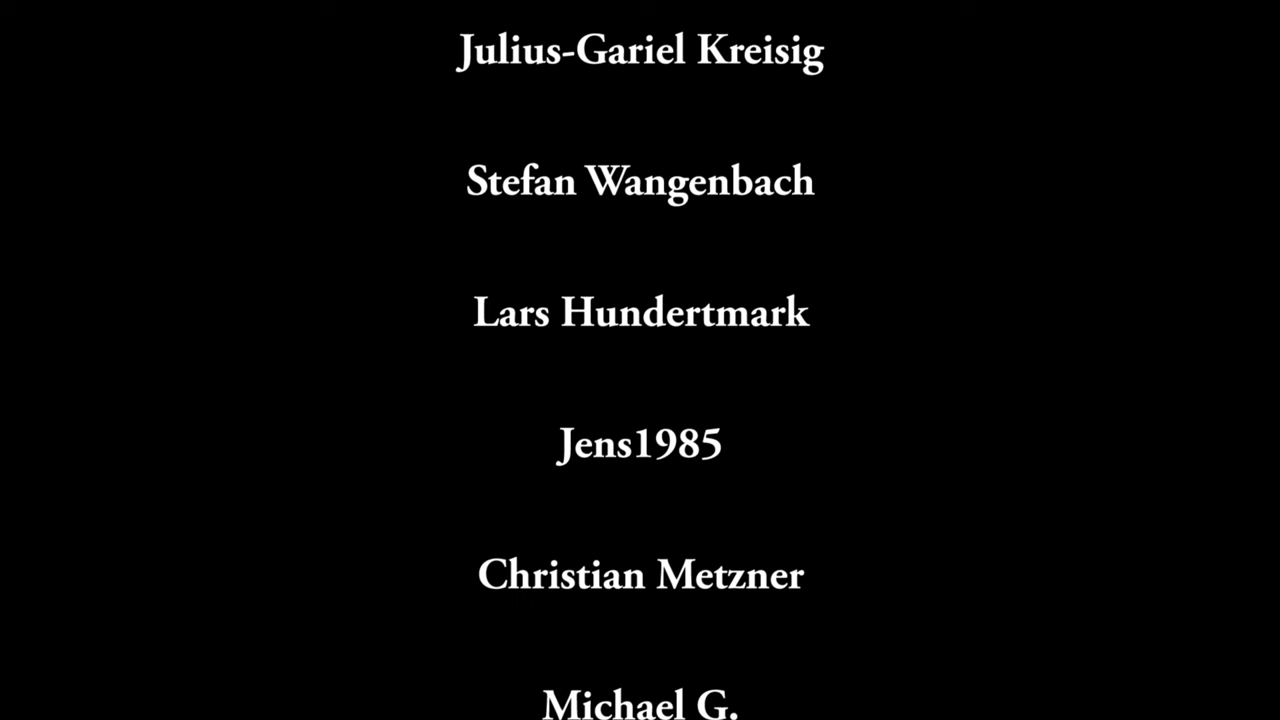 Julius-Gariel Kreisig
Stefan Wangenbach
Lars Hundertmark
Jens1985
Christian Metzner
Michael G.